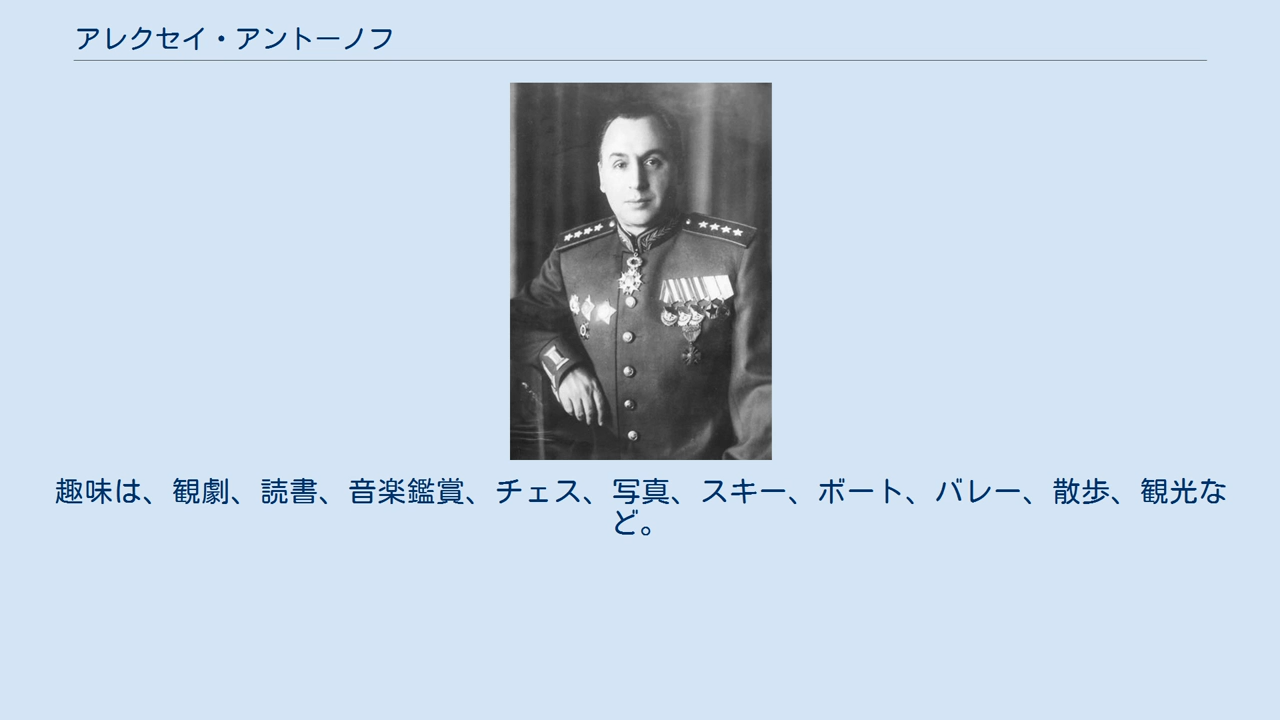 アレクセイ・アントーノフ
趣味は、観劇、読書、音楽鑑賞、チェス、写真、スキー、ボート、バレー、散歩、観光な
ど。